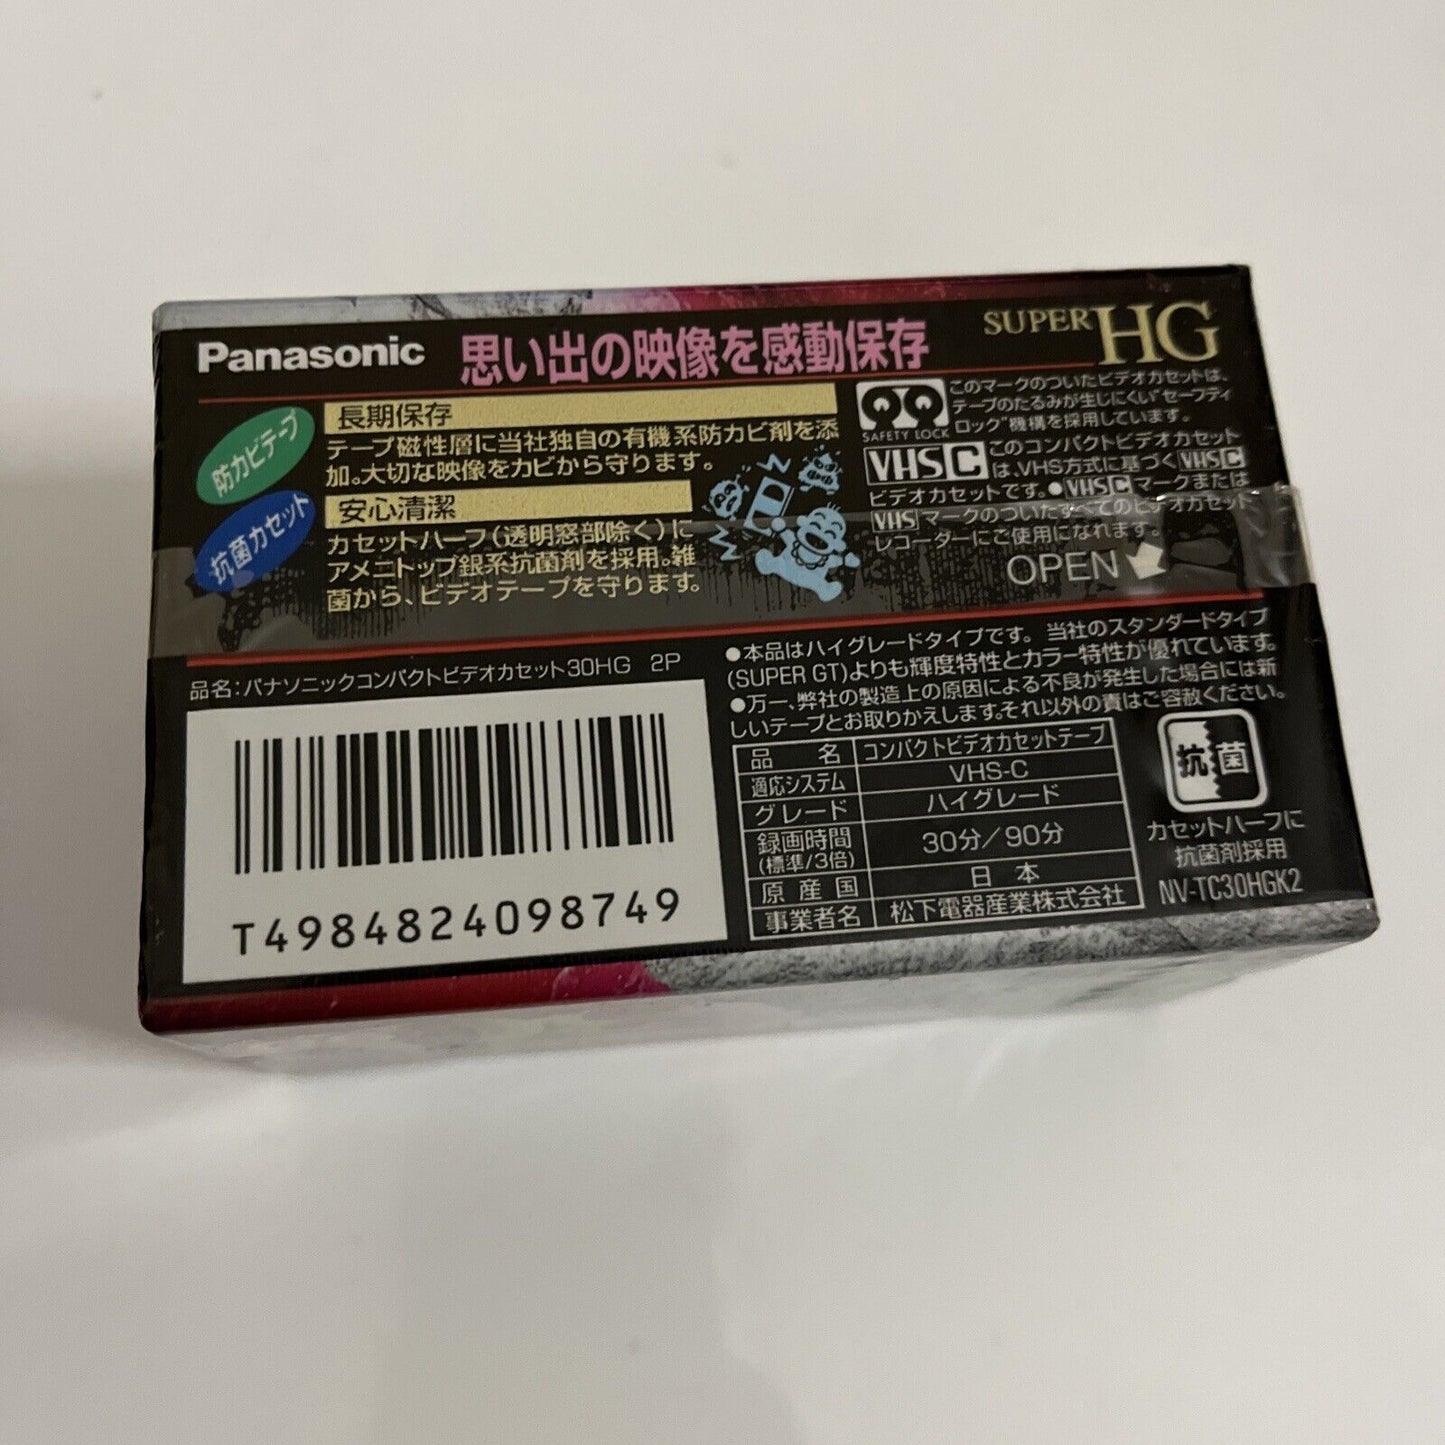 Panasonic
思い出の映像を感動保存
SUPER HG
防カビテープ
長期保存
テープ磁性層に当社独自の有機系防カビ剤を添
加。大切な映像をカビから守ります。
抗菌カセット
安心清潔
カセットハーフ(透明窓部除く)に
アメニトップ銀系抗菌剤を採用。雑
菌から、ビデオテープを守ります。
SAFETY LOCK
このマークのついたビデオカセットは、
テープのたるみが生じにくい"セーフティ
ロック"機構を採用しています。
VHS C
このコンパクトビデオカセット
は、VHS方式に基づくVHS C
ビデオカセットです。●VHS Cマークまたは
VHSマークのついたすべてのビデオカセット
レコーダーにご使用になれます。
OPEN
品名:パナソニックコンパクトビデオカセット30HG 2P
T4984824098749
●本品はハイグレードタイプです。当社のスタンダードタイプ
(SUPER GT)よりも輝度特性とカラー特性が優れています。
●万一、弊社の製造上の原因による不良が発生した場合には新
しいテープとお取りかえします。それ以外の責はご容赦ください。
品名 コンパクトビデオカセットテープ
適応システム VHS-C
グレード ハイグレード
録画時間 30分/90分
(標準/3倍)
原産国 日本
事業者名 松下電器産業株式会社
抗菌
カセットハーフに
抗菌剤採用
NV-TC30HGK2